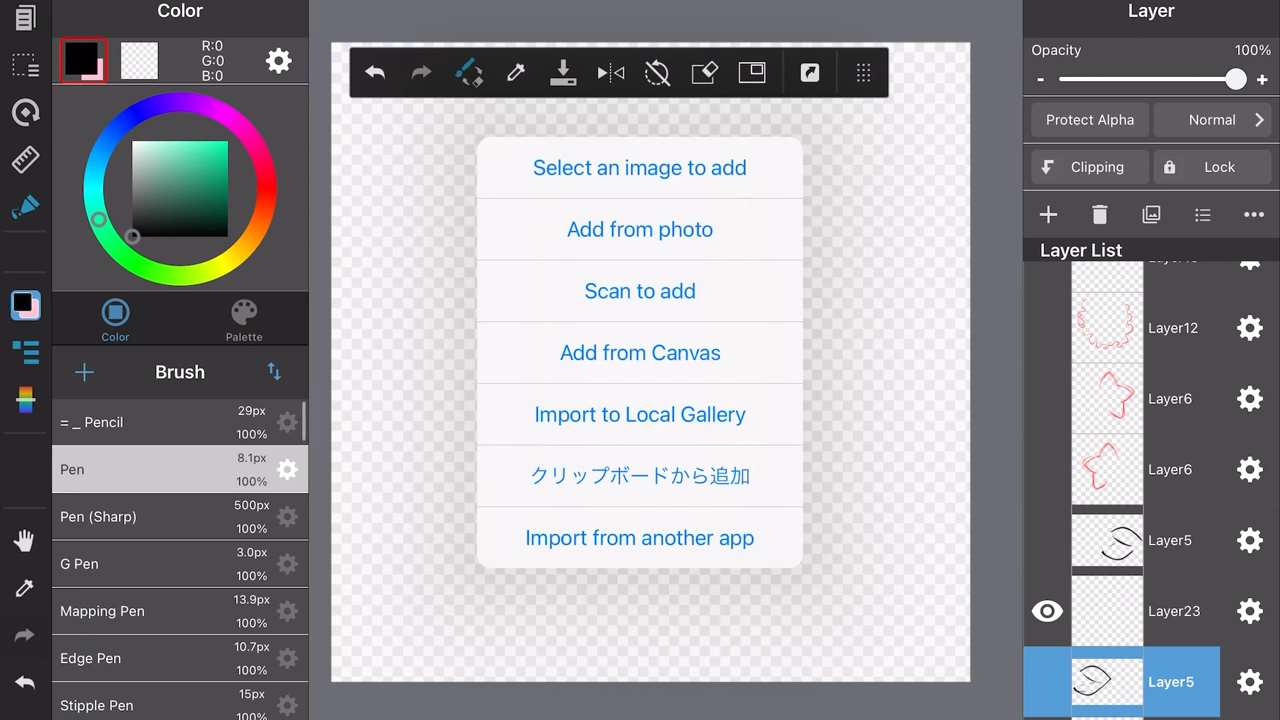 Color
R:0
G:0
B:0
Color
Palette
Brush
= _ Pencil
29px
100%
Pen
8.1px
100%
Pen (Sharp)
500px
100%
G Pen
3.0px
100%
Mapping Pen
13.9px
100%
Edge Pen
10.7px
100%
Stipple Pen
15px
Select an image to add
Add from photo
Scan to add
Add from Canvas
Import to Local Gallery
クリップボードから追加
Import from another app
Layer
Opacity
100%
- +
Protect Alpha
Normal
Clipping
Lock
Layer List
Layer12
Layer6
Layer6
Layer5
Layer23
Layer5